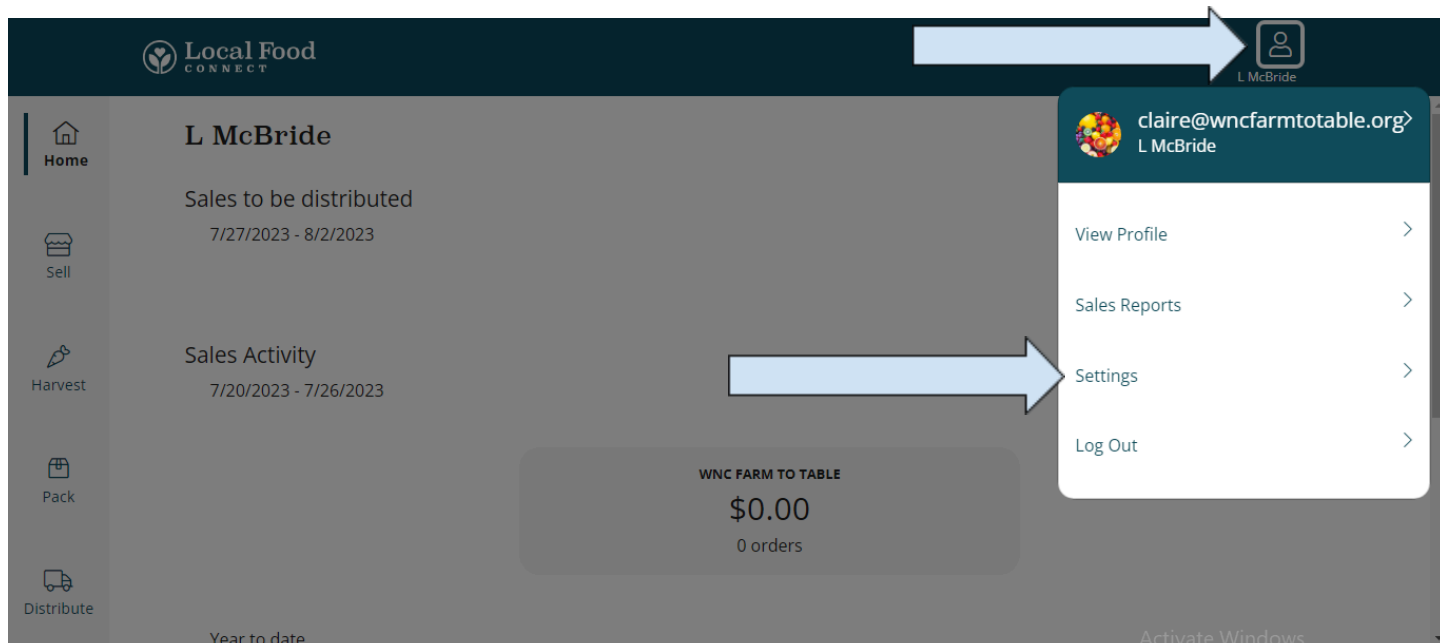 Local Food
CONNECT
L McBride
claire@wncfarmtotable.org
L McBride
View Profile
Sales Reports
Settings
Log Out
Home
Sell
Harvest
Pack
Distribute
L McBride
Sales to be distributed
7/27/2023 - 8/2/2023
Sales Activity
7/20/2023 - 7/26/2023
WNC FARM TO TABLE
$0.00
0 orders
Year to date
Activate Windows